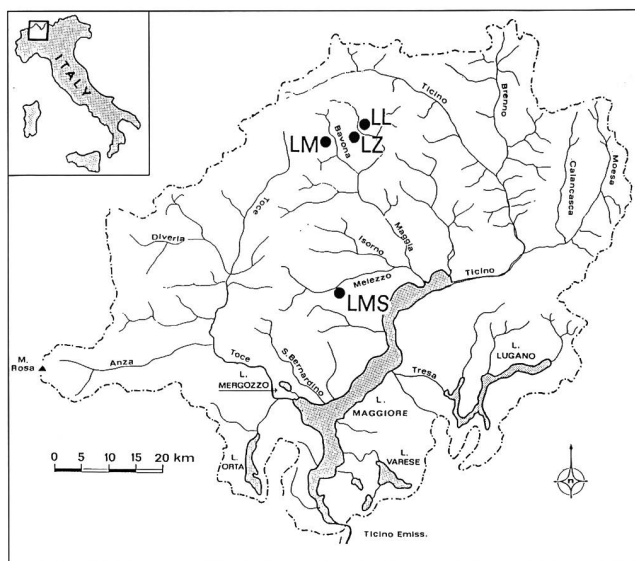 ITALY
Ticino
Brenno
LL
LM
LZ
Bavona
Calancasca
Moesa
Toce
Maggia
Diveria
Isorno
Ticino
Melezzo
LMS
M.
Rosa
Anza
Toce
S. Bernardino
L.
MERGOZZO
Tresa
L.
LUGANO
L.
MAGGIORE
0 5 10 15 20 km
L.
ORTA
L.
VARESE
n
Ticino Emiss.